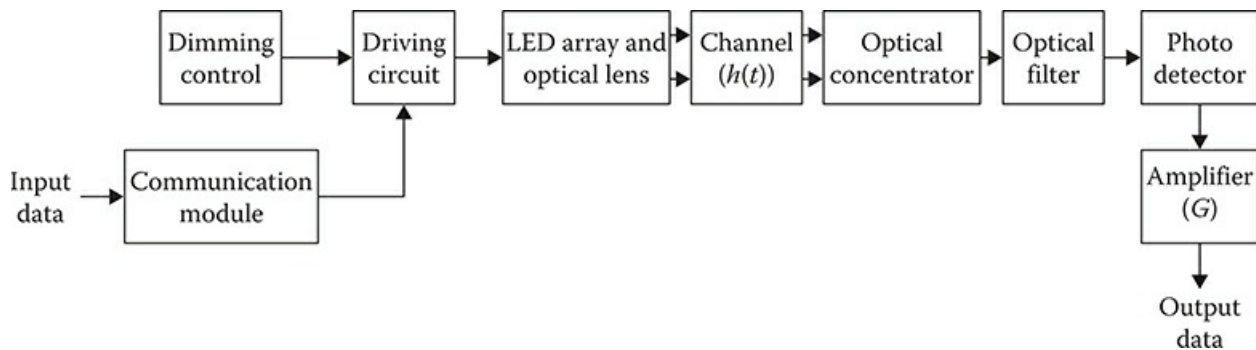 Dimming
control
Driving
circuit
LED array and
optical lens
Channel
(h(t))
Optical
concentrator
Optical
filter
Photo
detector
Input
data
Communication
module
Amplifier
(G)
Output
data